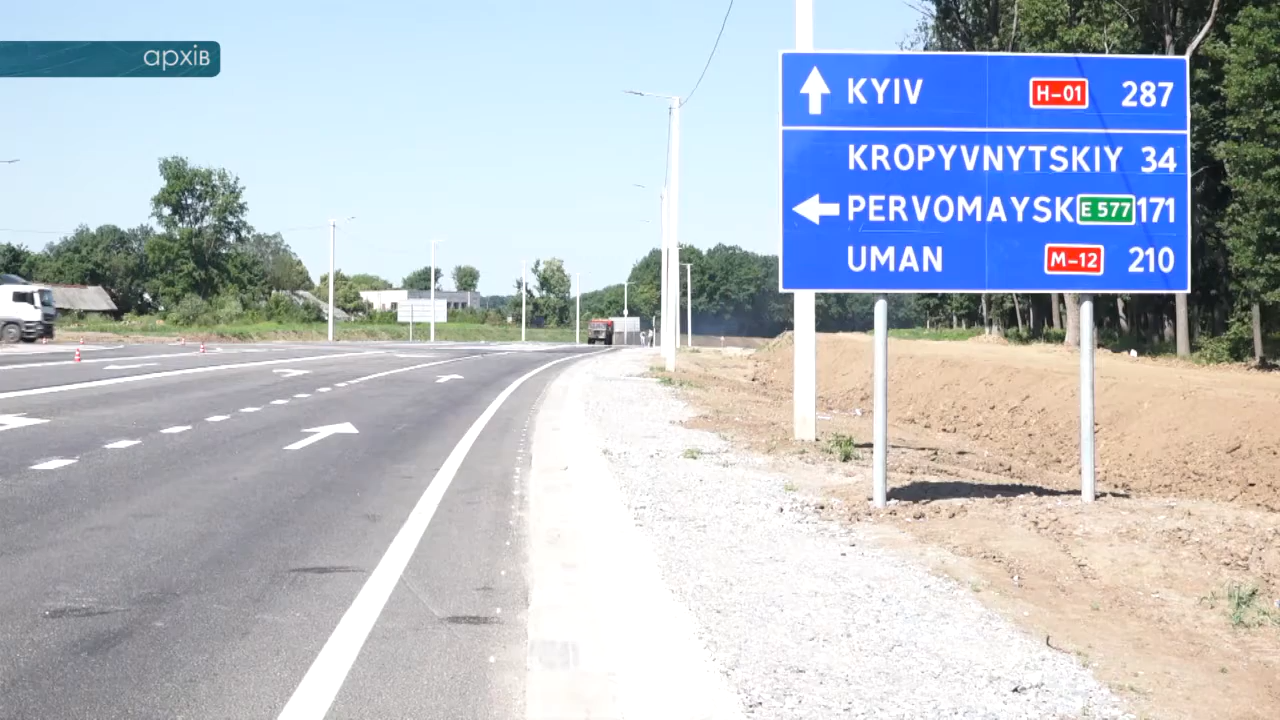 архів
KYIV H-01 287
KROPYVNYTSKIY 34
PERVOMAYSK E 577 171
UMAN M-12 210